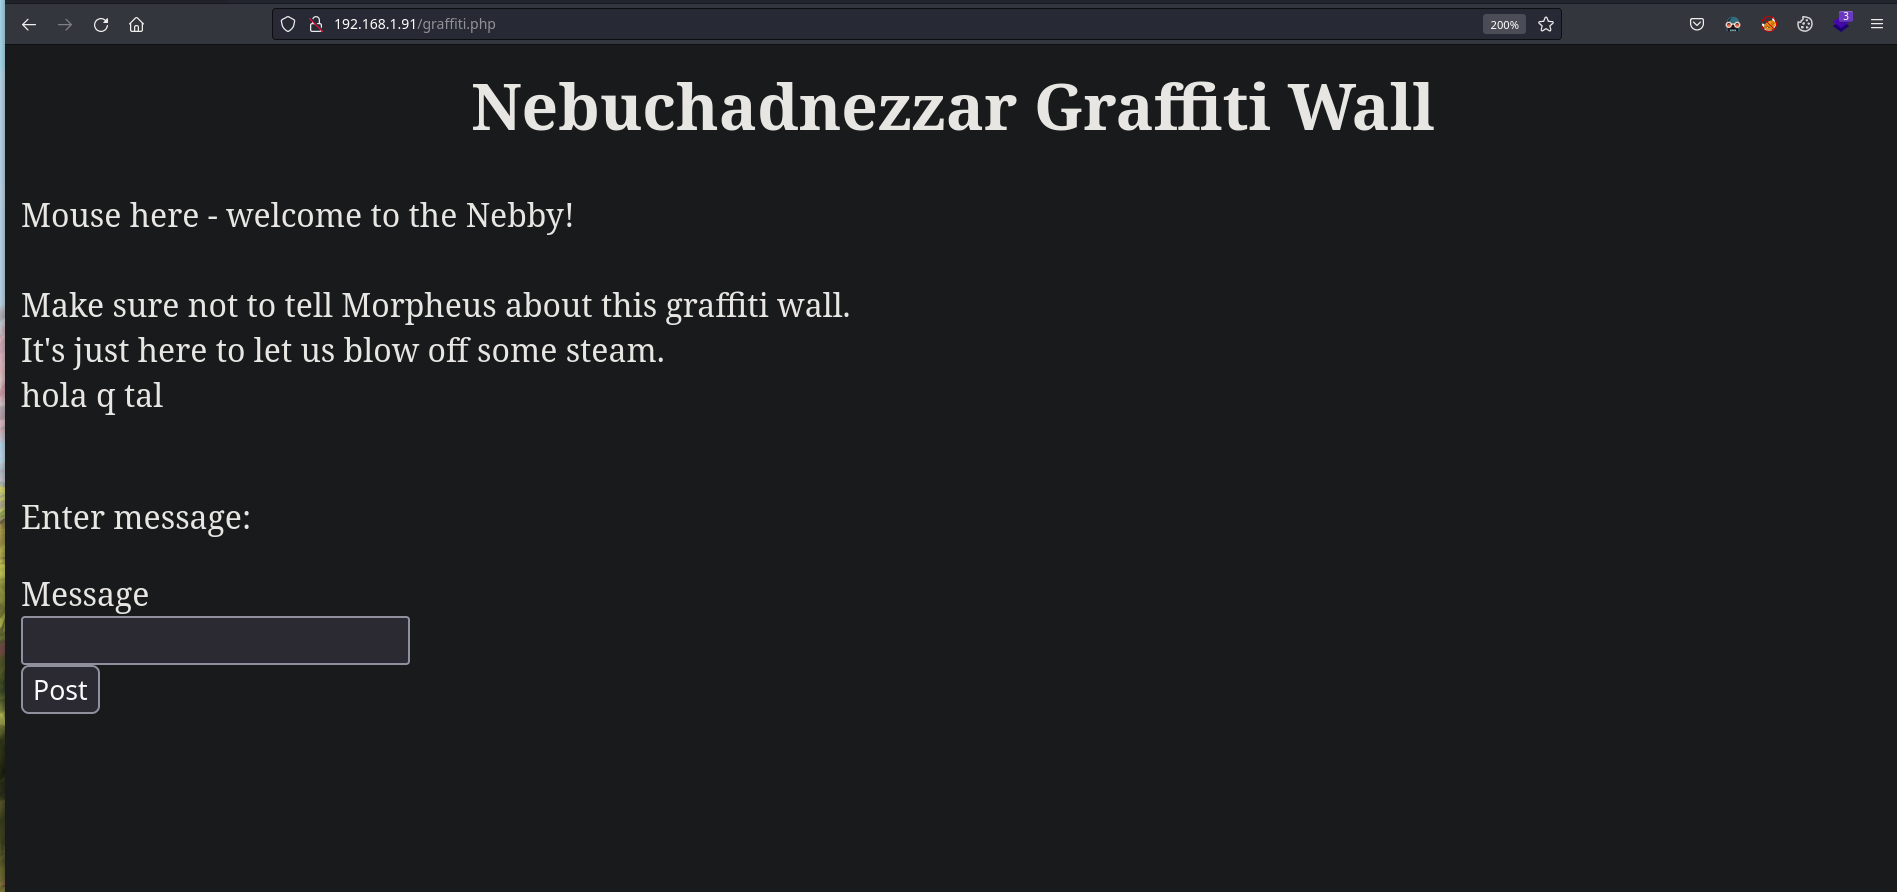 192.168.1.91/graffiti.php
200%
3
Nebuchadnezzar Graffiti Wall
Mouse here - welcome to the Nebby!
Make sure not to tell Morpheus about this graffiti wall.
It's just here to let us blow off some steam.
hola q tal
Enter message:
Message
Post